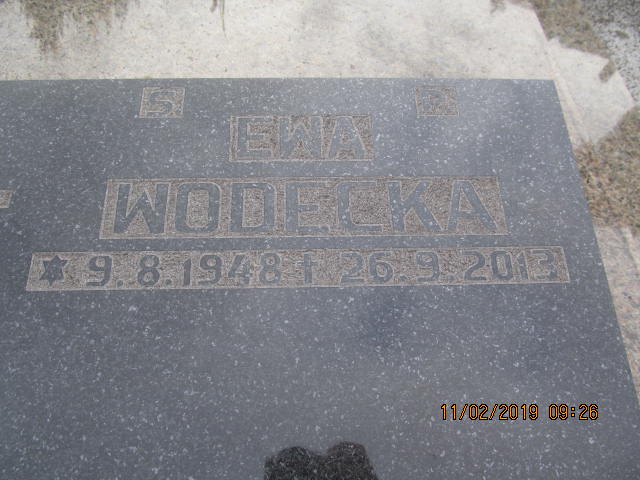 S P
EWA
WODECKA
✶ 9.8.1948 † 26.9.2013
11/02/2019 09:26